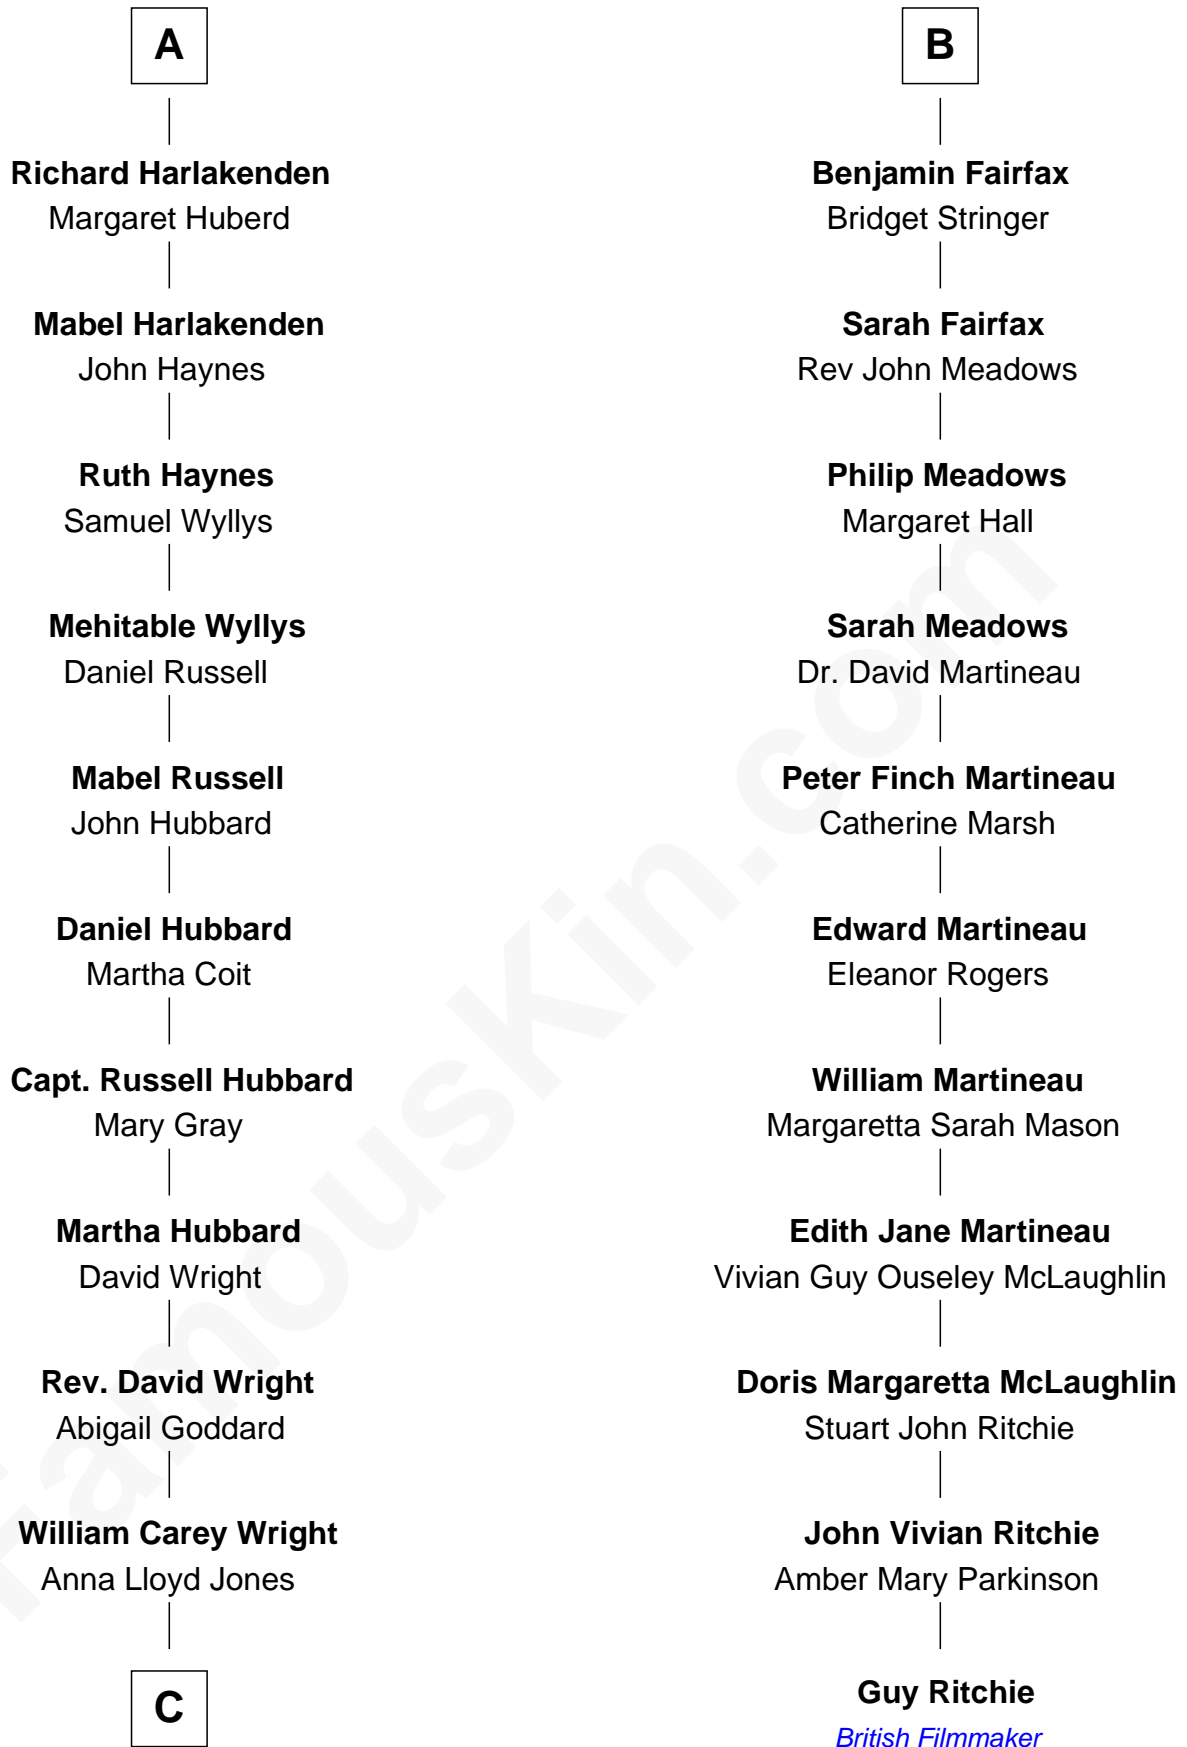 A
Richard Harlakenden
Margaret Huberd
Mabel Harlakenden
John Haynes
Ruth Haynes
Samuel Wyllys
Mehitable Wyllys
Daniel Russell
Mabel Russell
John Hubbard
Daniel Hubbard
Martha Coit
Capt. Russell Hubbard
Mary Gray
Martha Hubbard
David Wright
Rev. David Wright
Abigail Goddard
William Carey Wright
Anna Lloyd Jones
C
B
Benjamin Fairfax
Bridget Stringer
Sarah Fairfax
Rev John Meadows
Philip Meadows
Margaret Hall
Sarah Meadows
Dr. David Martineau
Peter Finch Martineau
Catherine Marsh
Edward Martineau
Eleanor Rogers
William Martineau
Margaretta Sarah Mason
Edith Jane Martineau
Vivian Guy Ouseley McLaughlin
Doris Margaretta McLaughlin
Stuart John Ritchie
John Vivian Ritchie
Amber Mary Parkinson
Guy Ritchie
British Filmmaker
FamousKin.com